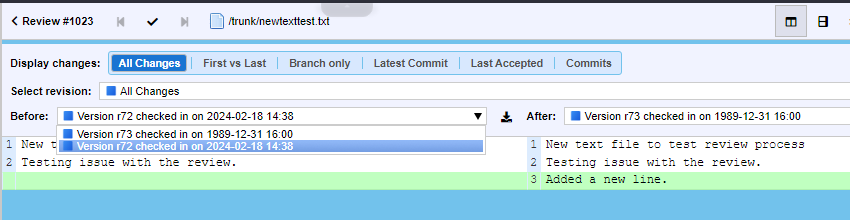 Review #1023 /trunk/newtexttest.txt
Display changes: All Changes First vs Last Branch only Latest Commit Last Accepted Commits
Select revision: All Changes
Before: Version r72 checked in on 2024-02-18 14:38 After: Version r73 checked in on 1989-12-31 16:00
Version r73 checked in on 1989-12-31 16:00
Version r72 checked in on 2024-02-18 14:38
1 New 1 New text file to test review process
2 Testing issue with the review. 2 Testing issue with the review.
3 Added a new line.